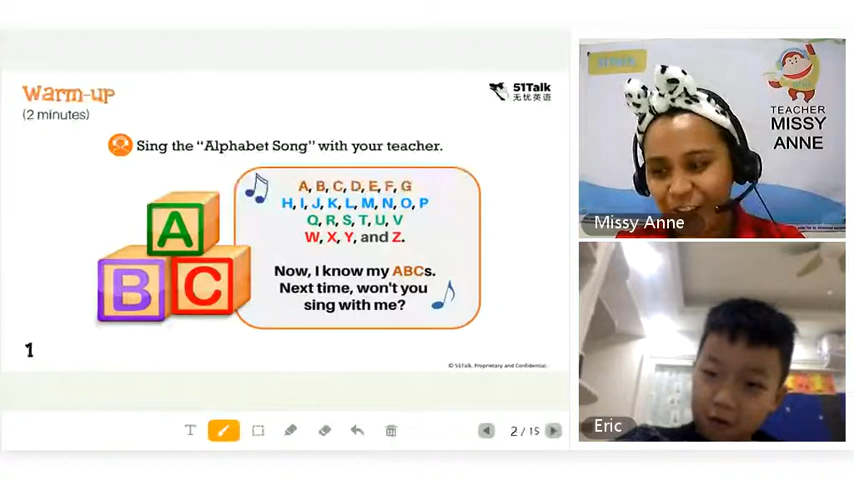 Warm-up
(2 minutes)
51Talk
无忧英语
Sing the “Alphabet Song” with your teacher.
A, B, C, D, E, F, G
H, I, J, K, L, M, N, O, P
Q, R, S, T, U, V
W, X, Y, and Z.
Now, I know my ABCs.
Next time, won't you
sing with me?
A
B
C
1
© 51Talk. Proprietary and Confidential.
T
2 / 15
TEACHER
MISSY
ANNE
Missy Anne
Eric